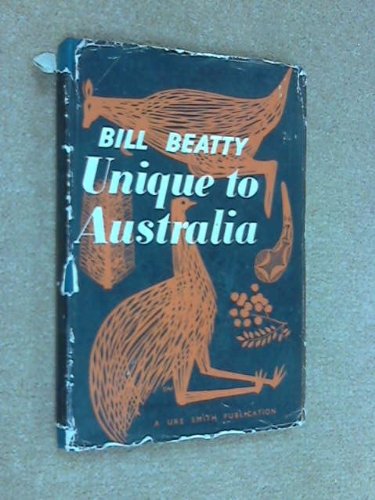 BILL BEATTY
Unique to
Australia
A URE SMITH PUBLICATION